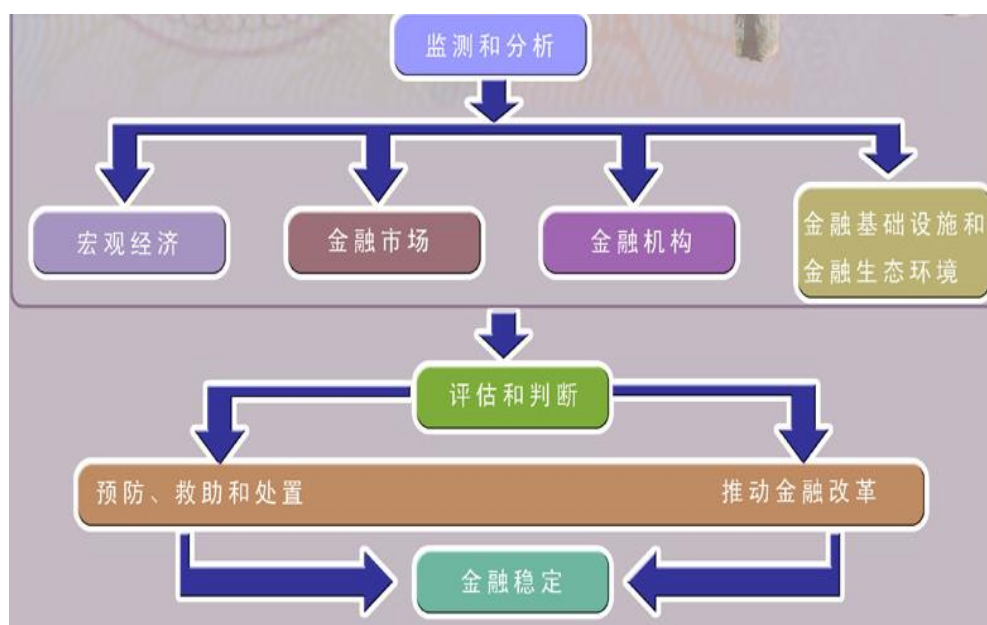 监测和分析
宏观经济
金融市场
金融机构
金融基础设施和
金融生态环境
评估和判断
预防、救助和处置
推动金融改革
金融稳定